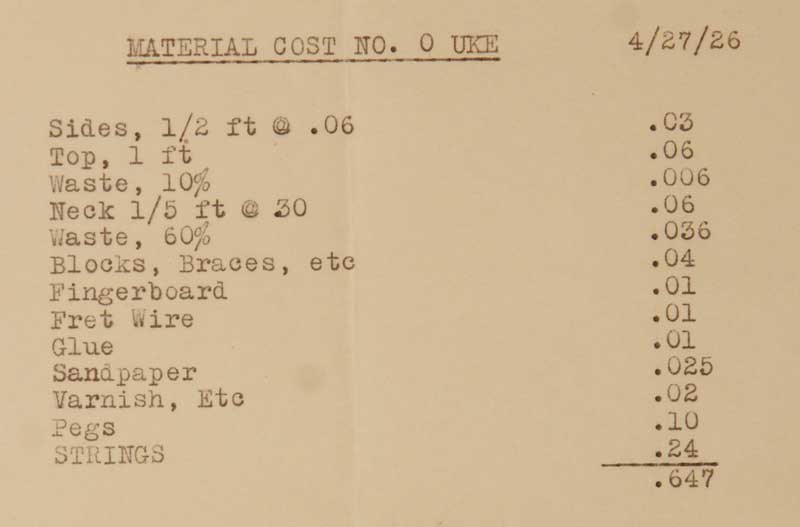 MATERIAL COST NO. 0 UKE 4/27/26
Sides, 1/2 ft @ .06 .03
Top, 1 ft .06
Waste, 10% .006
Neck 1/5 ft @ 30 .06
Waste, 60% .036
Blocks, Braces, etc .04
Fingerboard .01
Fret Wire .01
Glue .01
Sandpaper .025
Varnish, Etc .02
Pegs .10
STRINGS .24
.647